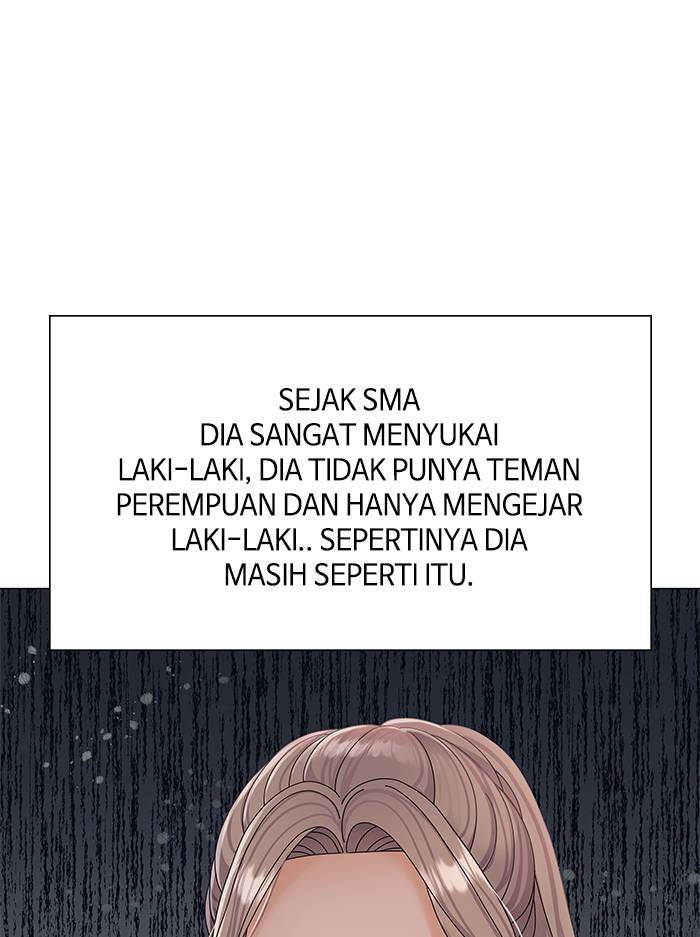 SEJAK SMA
DIA SANGAT MENYUKAI
LAKI-LAKI, DIA TIDAK PUNYA TEMAN
PEREMPUAN DAN HANYA MENGEJAR
LAKI-LAKI.. SEPERTINYA DIA
MASIH SEPERTI ITU.